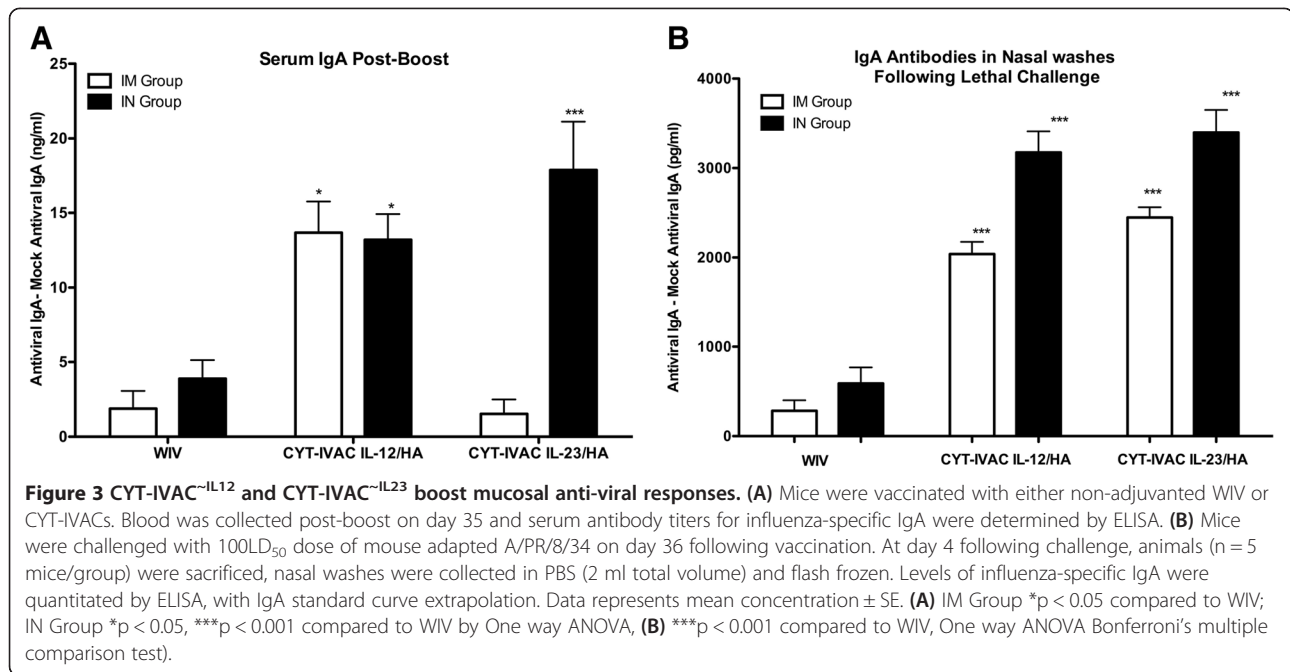 A
Serum IgA Post-Boost
IM Group
IN Group
Antiviral IgA- Mock Antivral IgA (ng/ml)
25
20
15
10
5
0
*
*
***
WIV
CYT-IVAC IL-12/HA
CYT-IVAC IL-23/HA
B
IgA Antibodies in Nasal washes
Following Lethal Challenge
IM Group
IN Group
Antiviral IgA - Mock Antiviral IgA (pg/ml)
4000
3000
2000
1000
0
***
***
***
***
WIV
CYT-IVAC IL-12/HA
CYT-IVAC IL-23/HA
Figure 3 CYT-IVAC~IL12 and CYT-IVAC~IL23 boost mucosal anti-viral responses. (A) Mice were vaccinated with either non-adjuvanted WIV or
CYT-IVACs. Blood was collected post-boost on day 35 and serum antibody titers for influenza-specific IgA were determined by ELISA. (B) Mice
were challenged with 100LD50 dose of mouse adapted A/PR/8/34 on day 36 following vaccination. At day 4 following challenge, animals (n = 5
mice/group) were sacrificed, nasal washes were collected in PBS (2 ml total volume) and flash frozen. Levels of influenza-specific IgA were
quantitated by ELISA, with IgA standard curve extrapolation. Data represents mean concentration ± SE. (A) IM Group *p < 0.05 compared to WIV;
IN Group *p < 0.05, ***p < 0.001 compared to WIV by One way ANOVA, (B) ***p < 0.001 compared to WIV, One way ANOVA Bonferroni's multiple
comparison test).